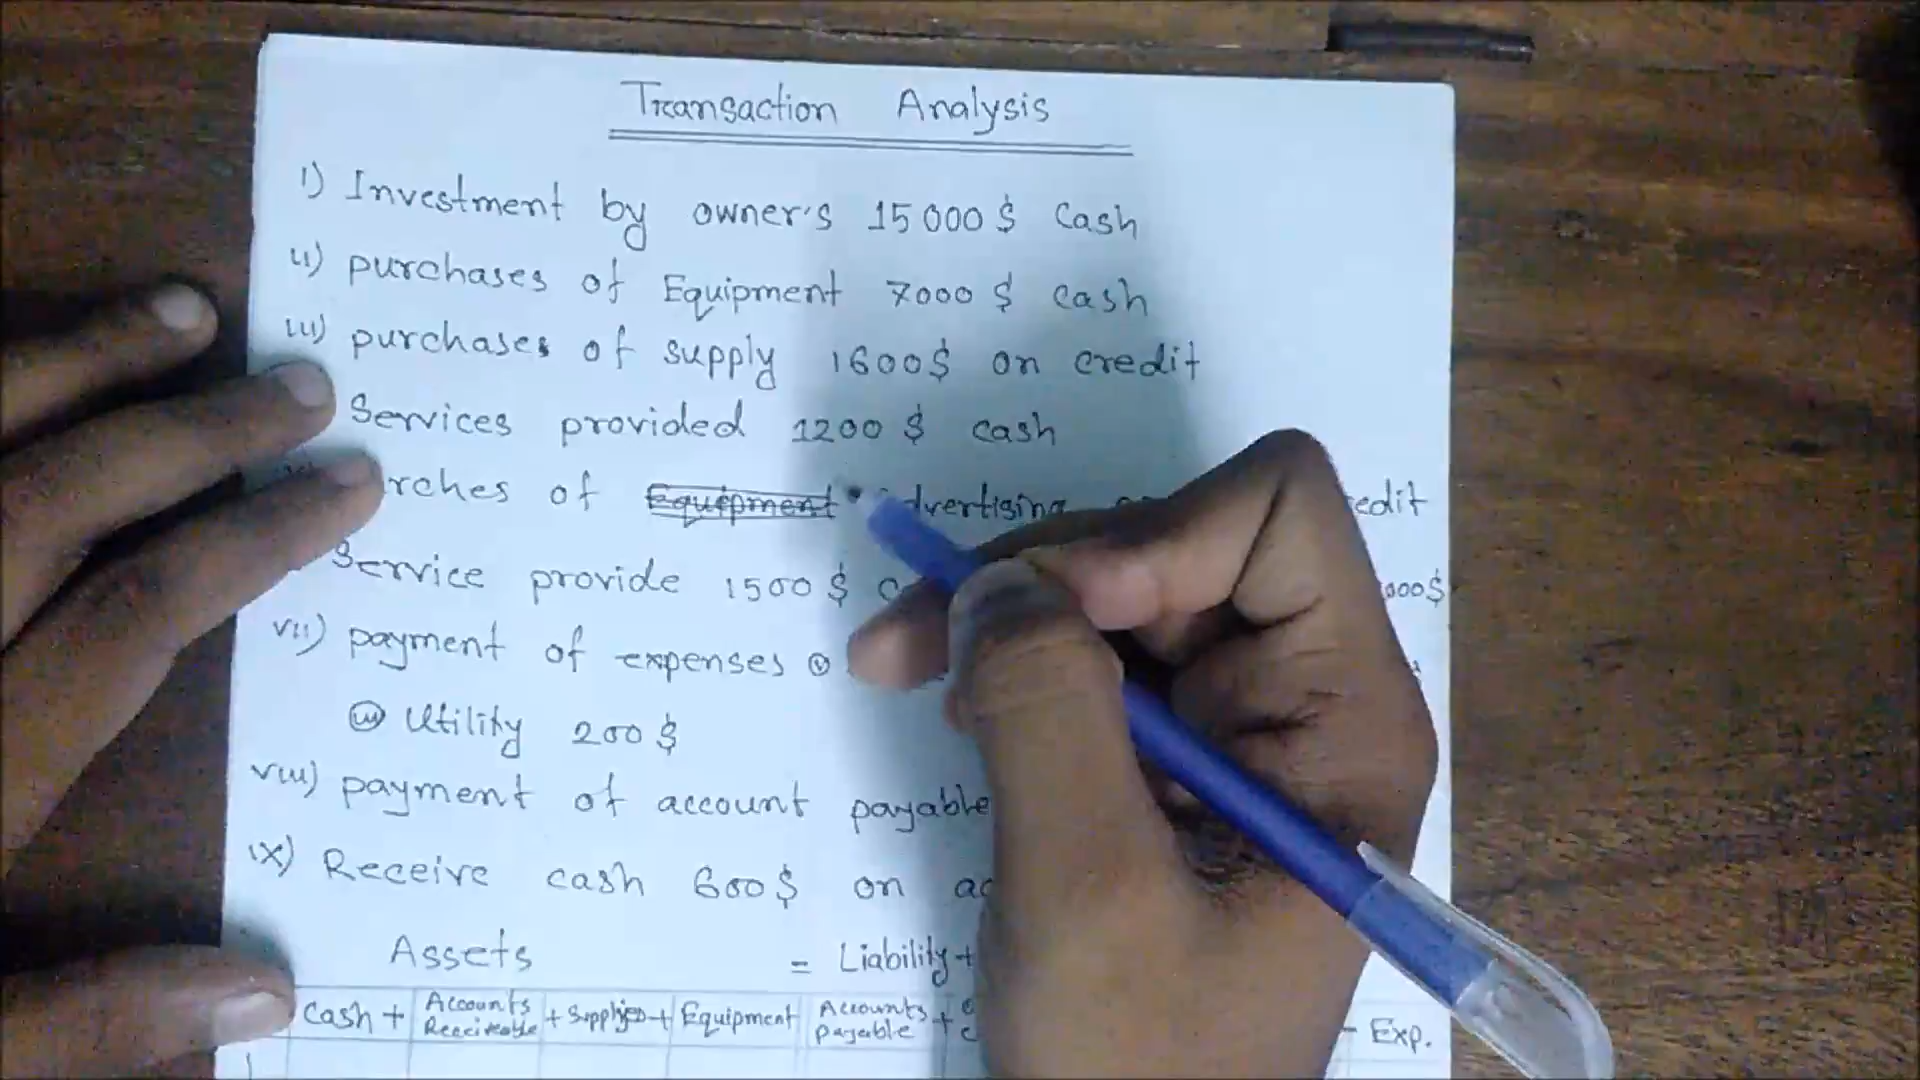 Transaction Analysis
i) Investment by owner's 15000 $ Cash
ii) purchases of Equipment 7000 $ cash
iii) purchases of supply 1600$ on credit
Services provided 1200 $ cash
rches of Equipment dvertising edit
Service provide 1500 $ 000$
vii) payment of expenses
Utility 200 $
viii) payment of account payable
ix) Receive cash 600 $ on
Assets = Liability +
Cash + Accounts Receiveable + Supplies + Equipment Accounts payable + - Exp.